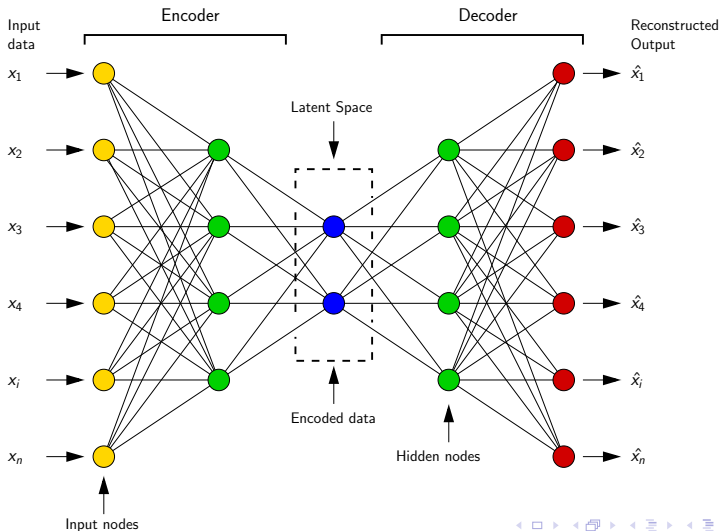 Encoder
Decoder
Input
data
Reconstructed
Output
x₁
x̂₁
Latent Space
x₂
x̂₂
x₃
x̂₃
x₄
x̂₄
xᵢ
x̂ᵢ
Encoded data
Hidden nodes
xₙ
x̂ₙ
Input nodes